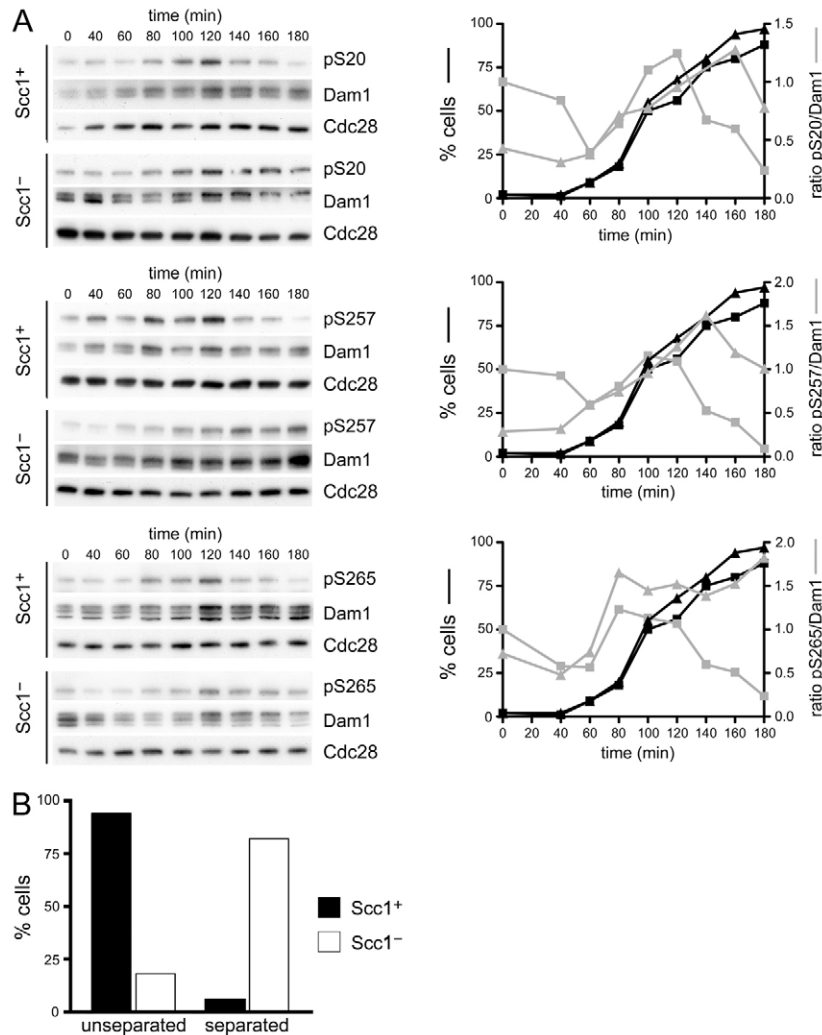 A
time (min)
0 40 60 80 100 120 140 160 180
Scc1+
pS20
Dam1
Cdc28
Scc1−
pS20
Dam1
Cdc28
100
75
50
25
0
% cells
1.5
1.0
0.5
0.0
ratio pS20/Dam1
0 20 40 60 80 100 120 140 160 180
time (min)
time (min)
0 40 60 80 100 120 140 160 180
Scc1+
pS257
Dam1
Cdc28
Scc1−
pS257
Dam1
Cdc28
100
75
50
25
0
% cells
2.0
1.5
1.0
0.5
0.0
ratio pS257/Dam1
0 20 40 60 80 100 120 140 160 180
time (min)
time (min)
0 40 60 80 100 120 140 160 180
Scc1+
pS265
Dam1
Cdc28
Scc1−
pS265
Dam1
Cdc28
100
75
50
25
0
% cells
2.0
1.5
1.0
0.5
0.0
ratio pS265/Dam1
0 20 40 60 80 100 120 140 160 180
time (min)
B
100
75
50
25
0
% cells
unseparated separated
Scc1+
Scc1−